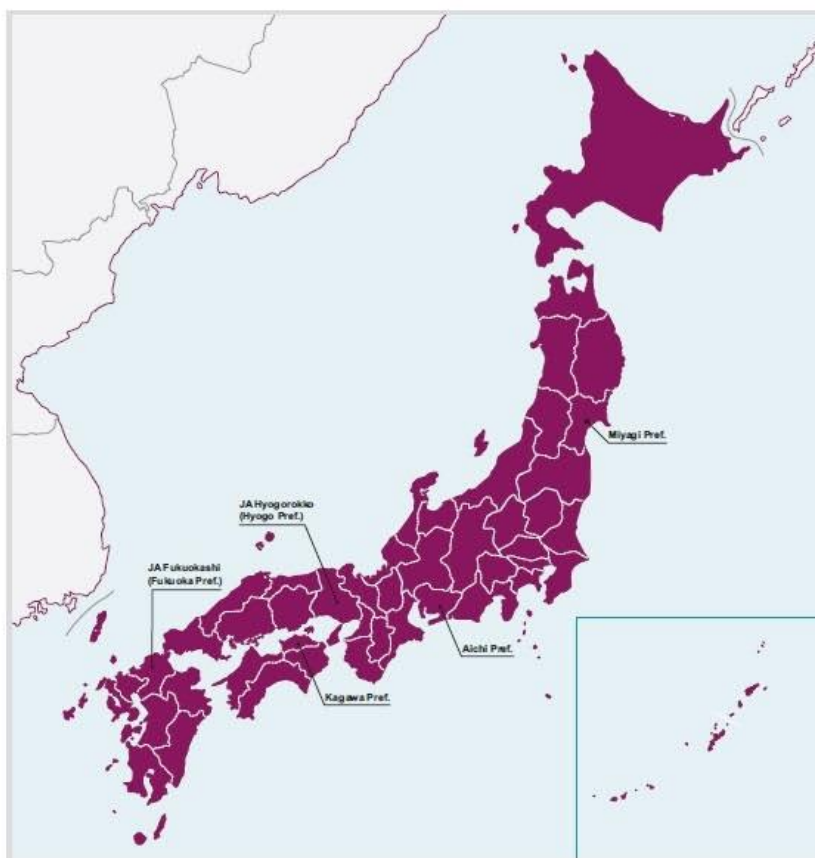 Miyagi Pref.
JA Hyogorokko
(Hyogo Pref.)
JA Fukuokashi
(Fukuoka Pref.)
Aichi Pref.
Kagawa Pref.